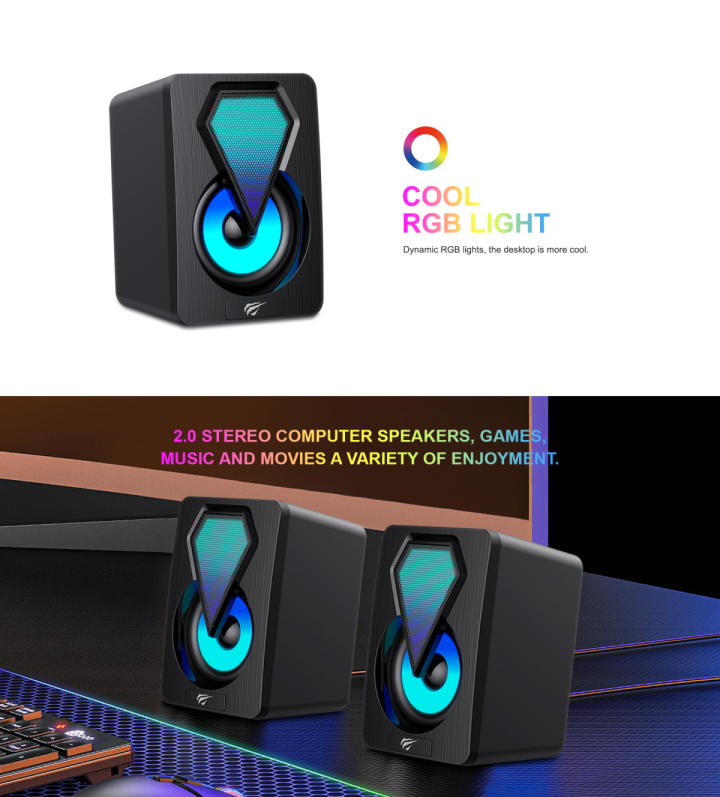 COOL
RGB LIGHT
Dynamic RGB lights, the desktop is more cool.
2.0 STEREO COMPUTER SPEAKERS, GAMES,
MUSIC AND MOVIES A VARIETY OF ENJOYMENT.